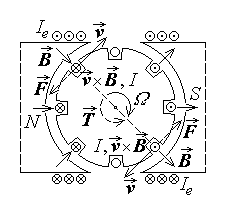 I_e
v⃗
B⃗
v⃗×B⃗, I
F⃗
Ω
N
T⃗
S
I, v⃗×B⃗
F⃗
B⃗
v⃗
I_e